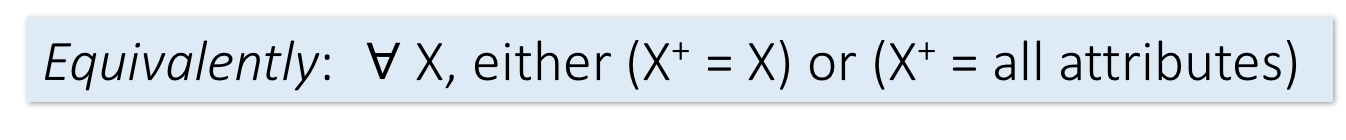 Equivalently: ∀ X, either (X⁺ = X) or (X⁺ = all attributes)